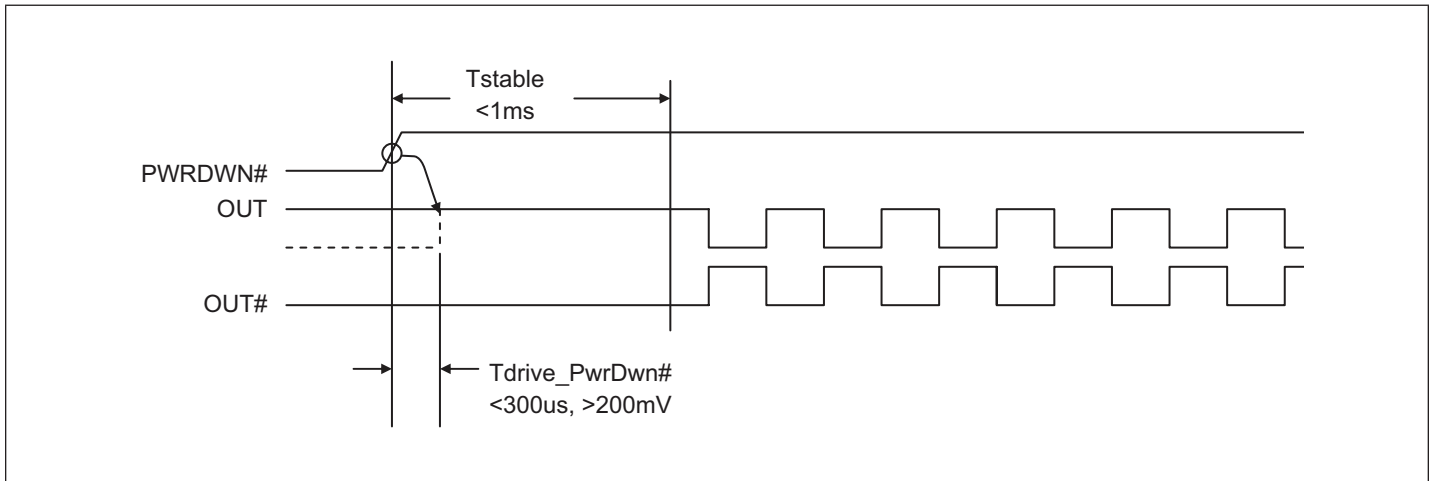 Tstable
<1ms
PWRDWN#
OUT
OUT#
Tdrive_PwrDwn#
<300us, >200mV